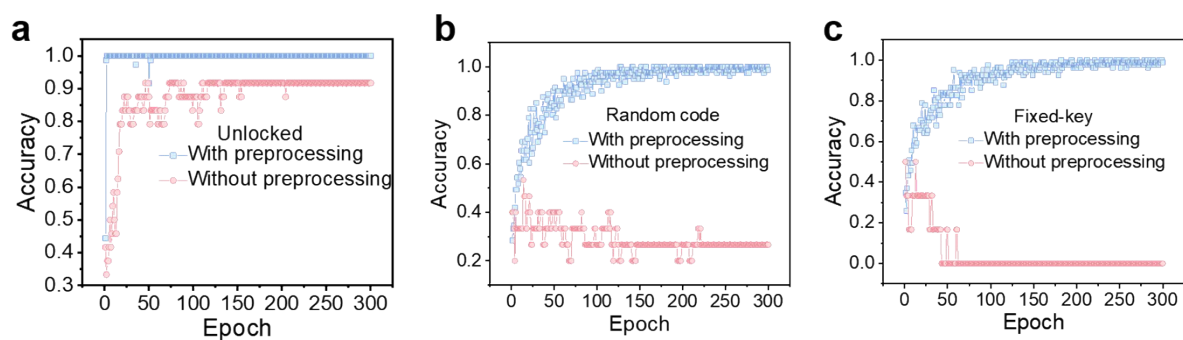 a
1.0
0.9
0.8
0.7
0.6
0.5
0.4
0.3
Accuracy
Unlocked
With preprocessing
Without preprocessing
0 50 100 150 200 250 300
Epoch
b
1.0
0.8
0.6
0.4
0.2
Accuracy
Random code
With preprocessing
Without preprocessing
0 50 100 150 200 250 300
Epoch
c
1.0
0.8
0.6
0.4
0.2
0.0
Accuracy
Fixed-key
With preprocessing
Without preprocessing
0 50 100 150 200 250 300
Epoch